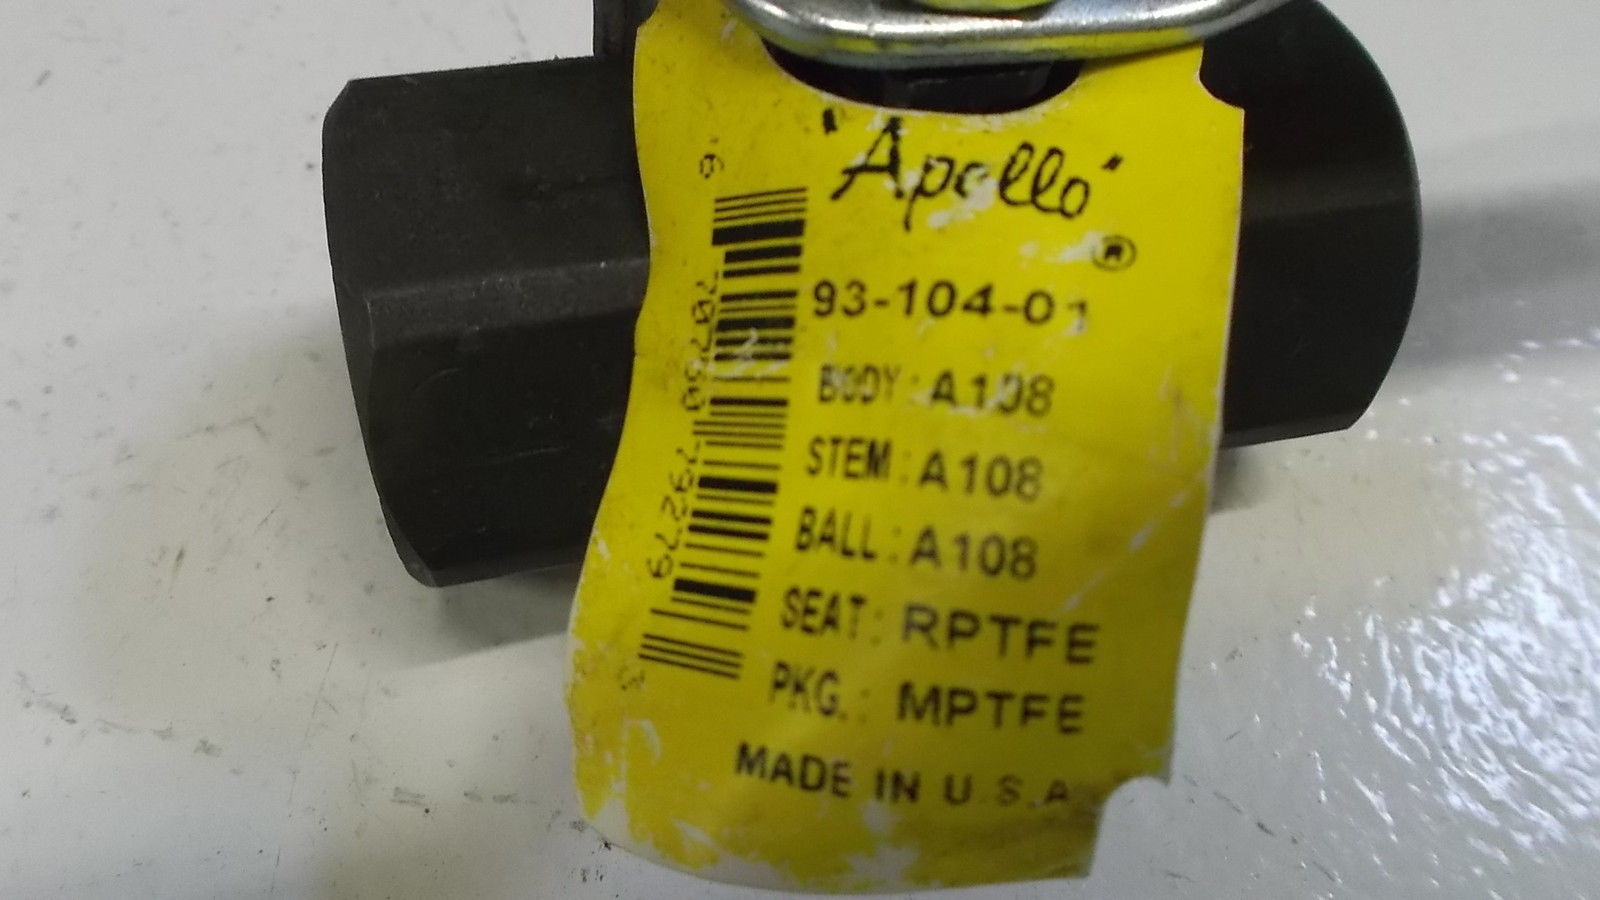 "Apollo"
®
93-104-01
BODY: A108
STEM: A108
BALL: A108
SEAT: RPTFE
PKG.: MPTFE
MADE IN U.S.A